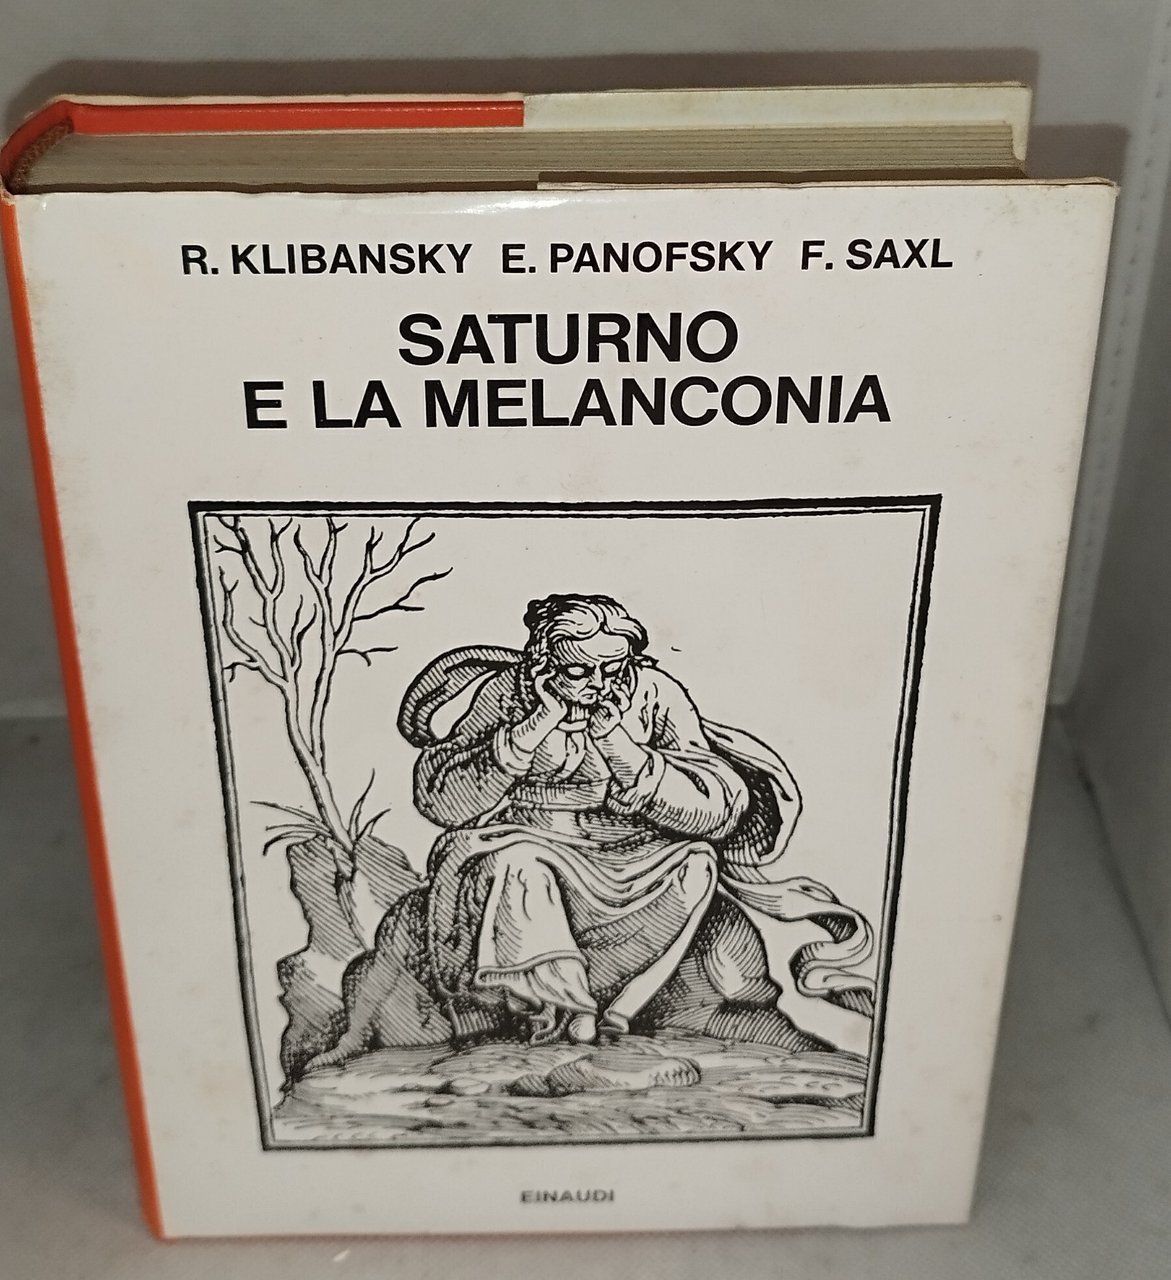 R. KLIBANSKY E. PANOFSKY F. SAXL
SATURNO
E LA MELANCONIA
EINAUDI